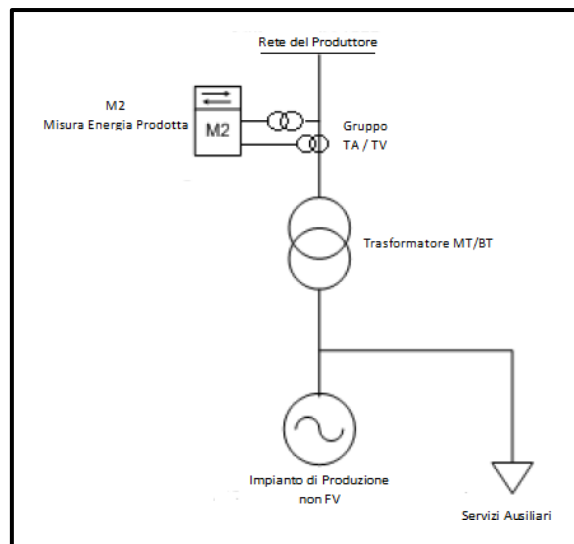 Rete del Produttore
M2
Misura Energia Prodotta
M2
Gruppo
TA / TV
Trasformatore MT/BT
Impianto di Produzione
non FV
Servizi Ausiliari